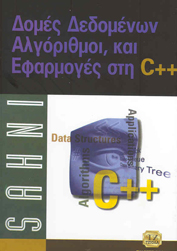 Δομές Δεδομένων
Αλγόριθμοι, και
Εφαρμογές στη C++
SAHNI
Data Structures
Algorithms
Applications
Tree
C++